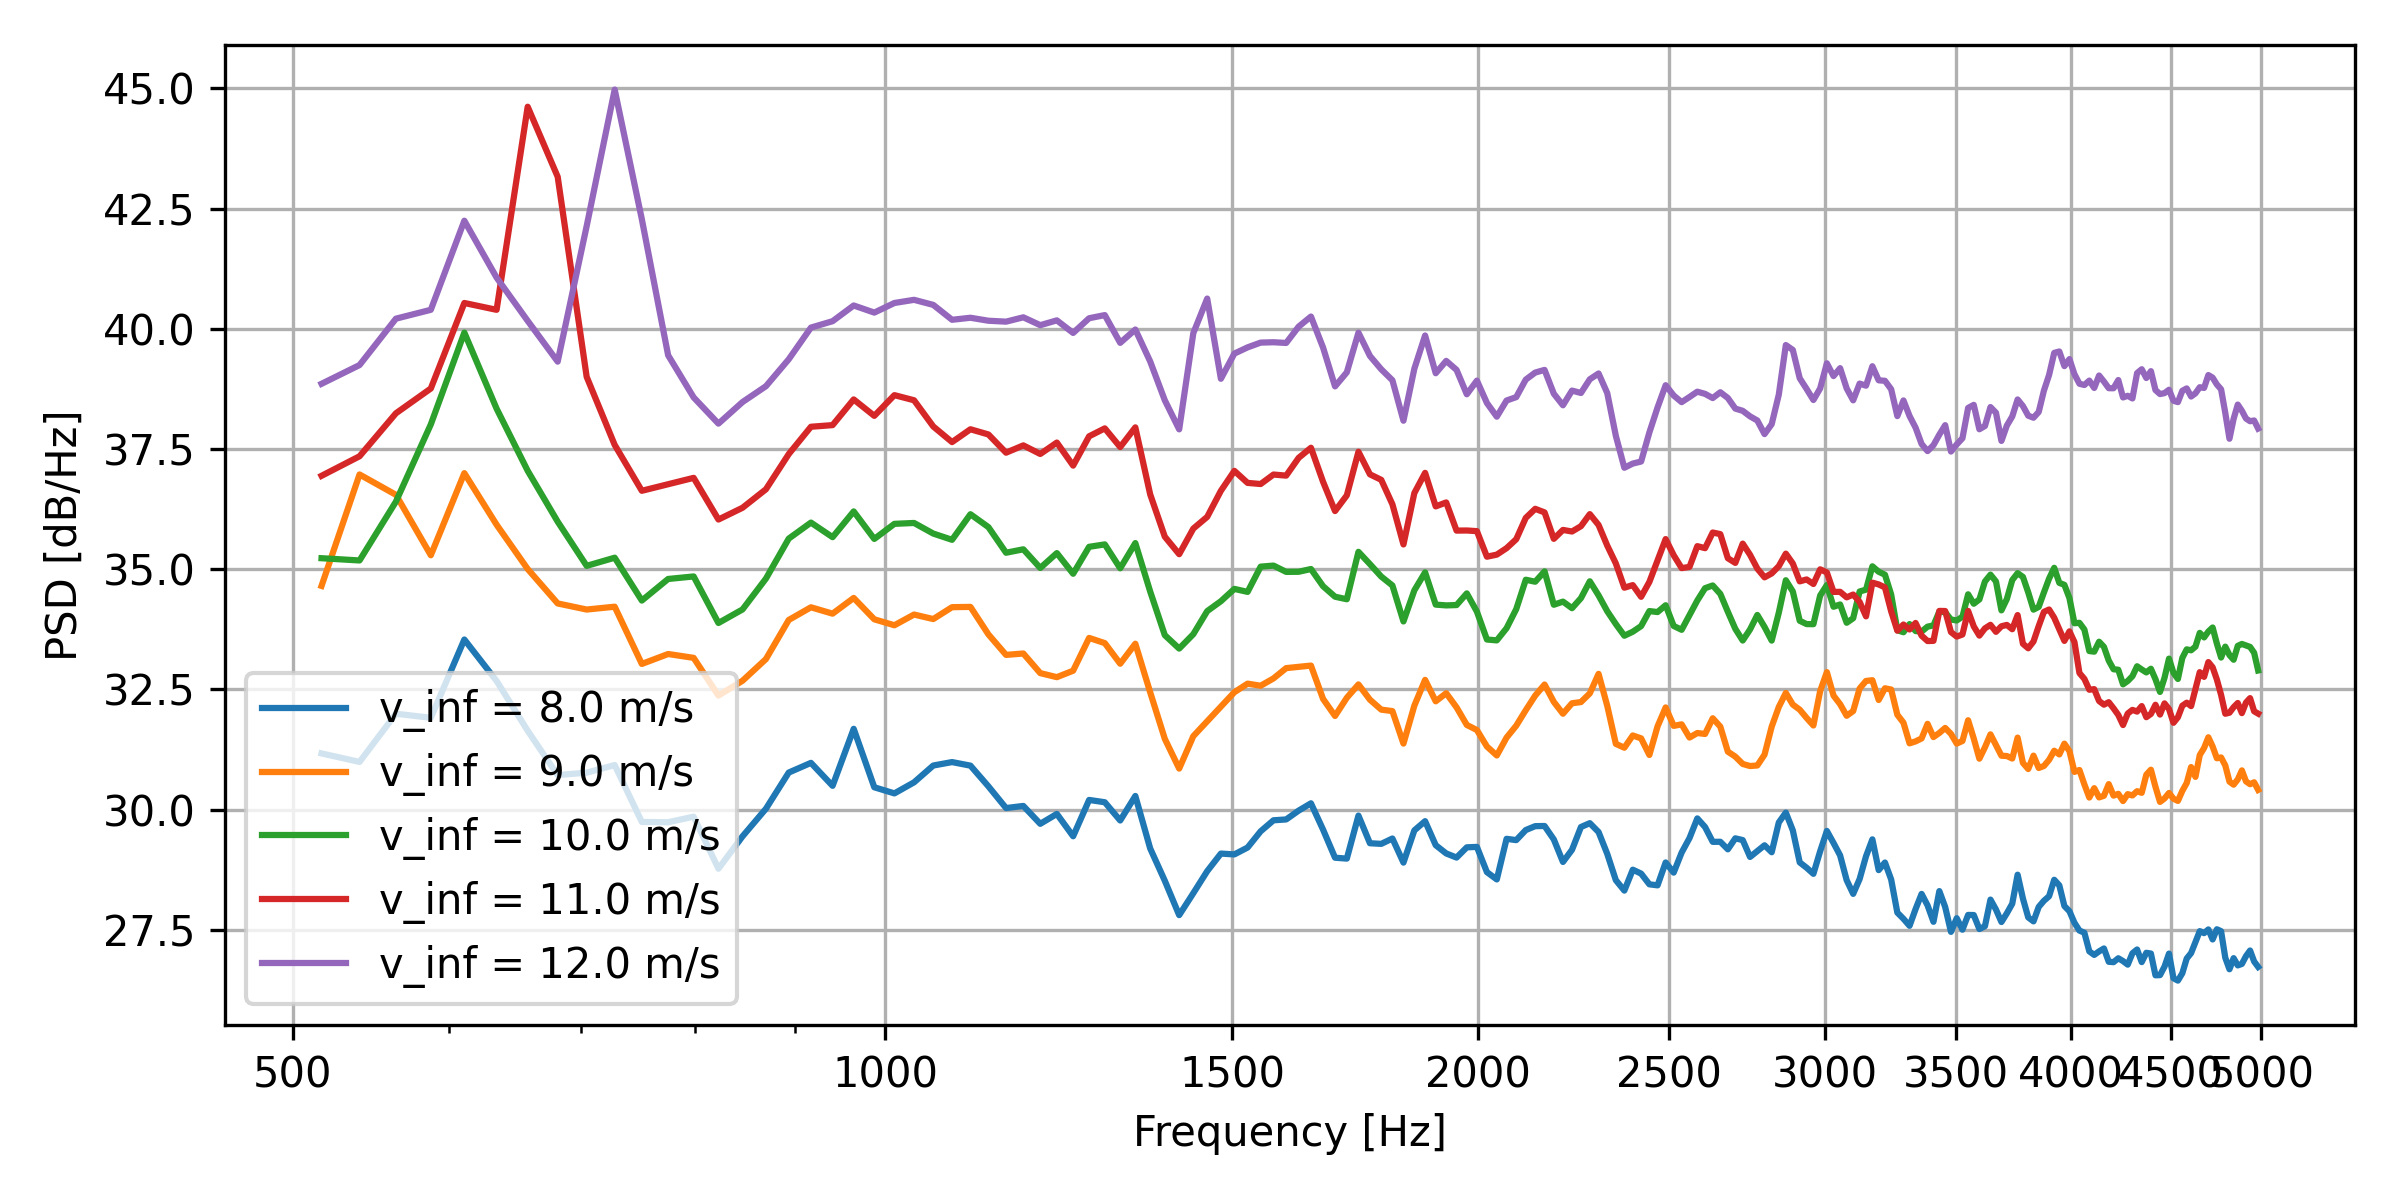 45.0
42.5
40.0
37.5
35.0
32.5
30.0
27.5
PSD [dB/Hz]
v_inf = 8.0 m/s
v_inf = 9.0 m/s
v_inf = 10.0 m/s
v_inf = 11.0 m/s
v_inf = 12.0 m/s
500 1000 1500 2000 2500 3000 3500 4000 4500 5000
Frequency [Hz]